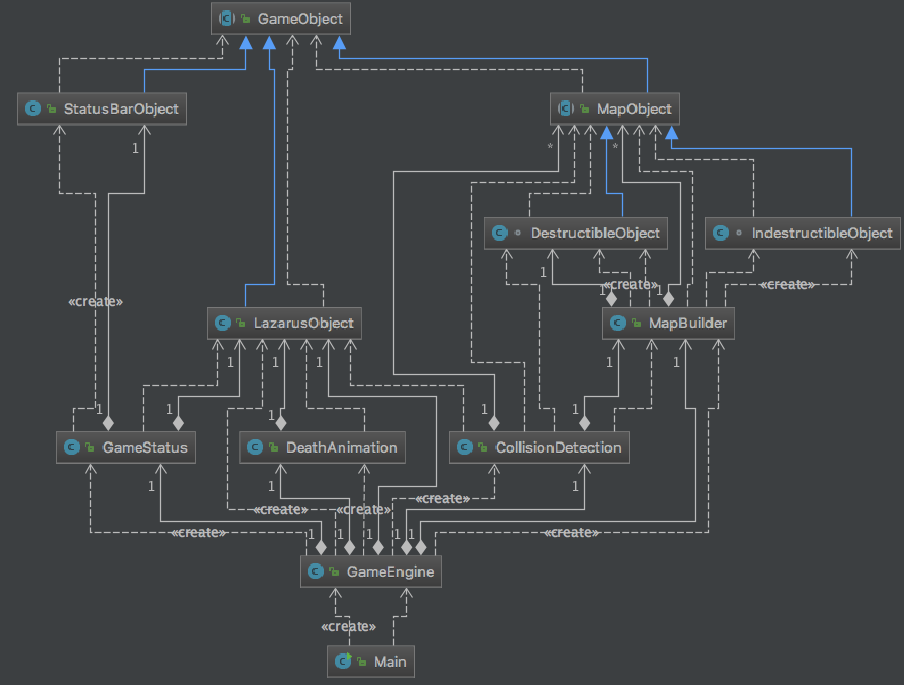 GameObject
StatusBarObject
MapObject
*
*
1
DestructibleObject
IndestructibleObject
1
«create»
«create»
1
1
«create»
LazarusObject
MapBuilder
1
1
1
1
1
1
1
1
1
1
GameStatus
DeathAnimation
CollisionDetection
1
1
1
«create»
«create»
«create»
«create»
«create»
1
1
1
1
1
GameEngine
«create»
Main